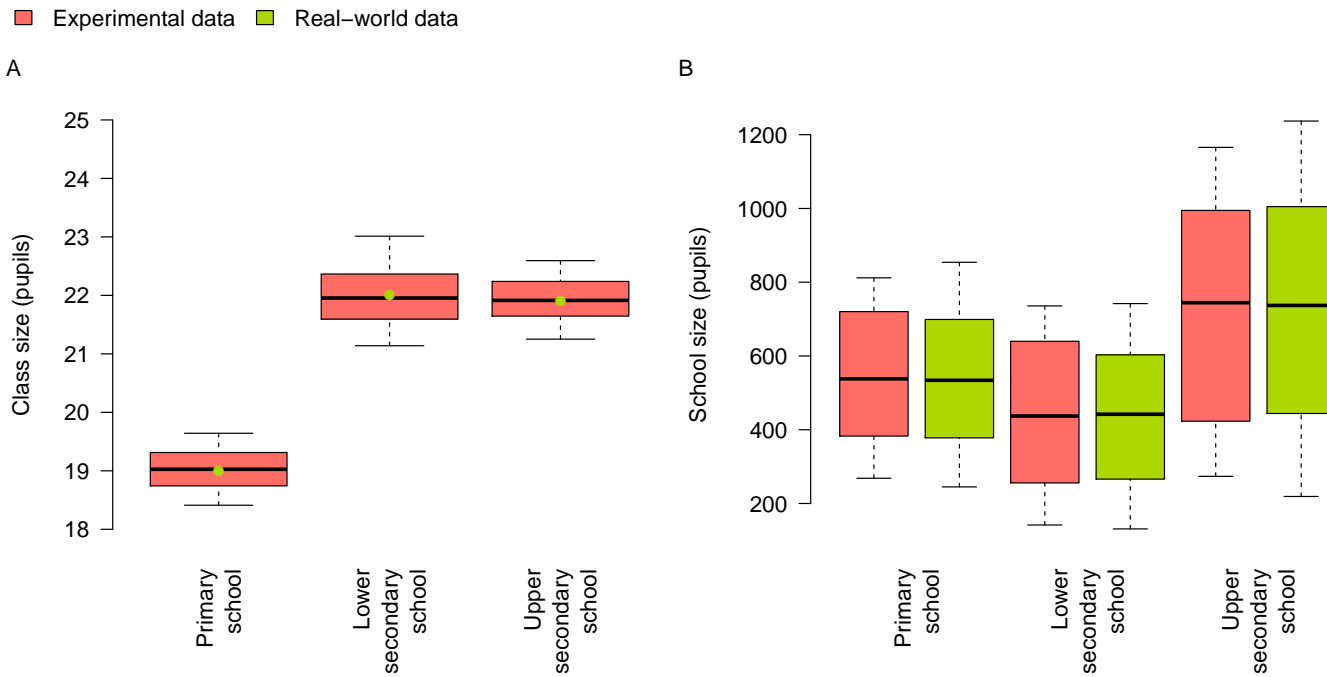 Experimental data
Real−world data
A
Class size (pupils)
25
24
23
22
21
20
19
18
Primary
school
Lower
secondary
school
Upper
secondary
school
B
School size (pupils)
1200
1000
800
600
400
200
Primary
school
Lower
secondary
school
Upper
secondary
school